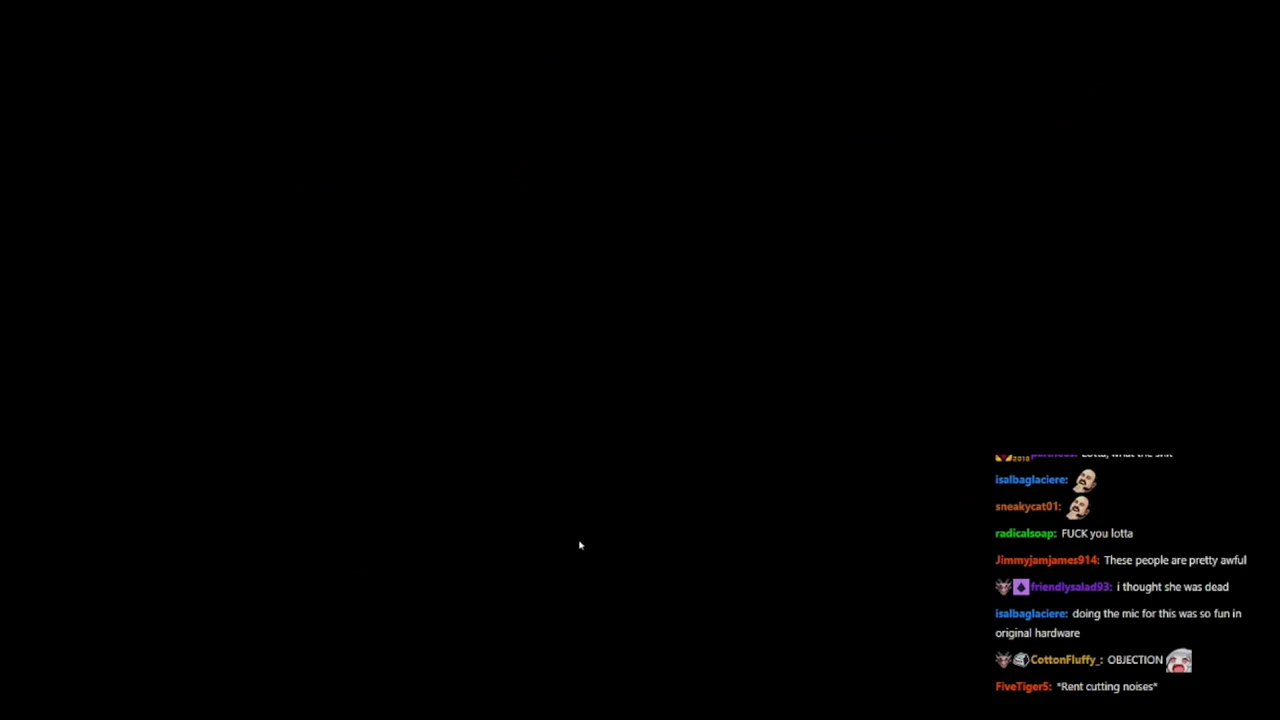 isalbaglaciere:
sneakycat01:
radicalsoap: FUCK you lotta
Jimmyjamjames914: These people are pretty awful
friendlysalad93: i thought she was dead
isalbaglaciere: doing the mic for this was so fun in
original hardware
CottonFluffy_: OBJECTION
FiveTigerS: *Rent cutting noises*